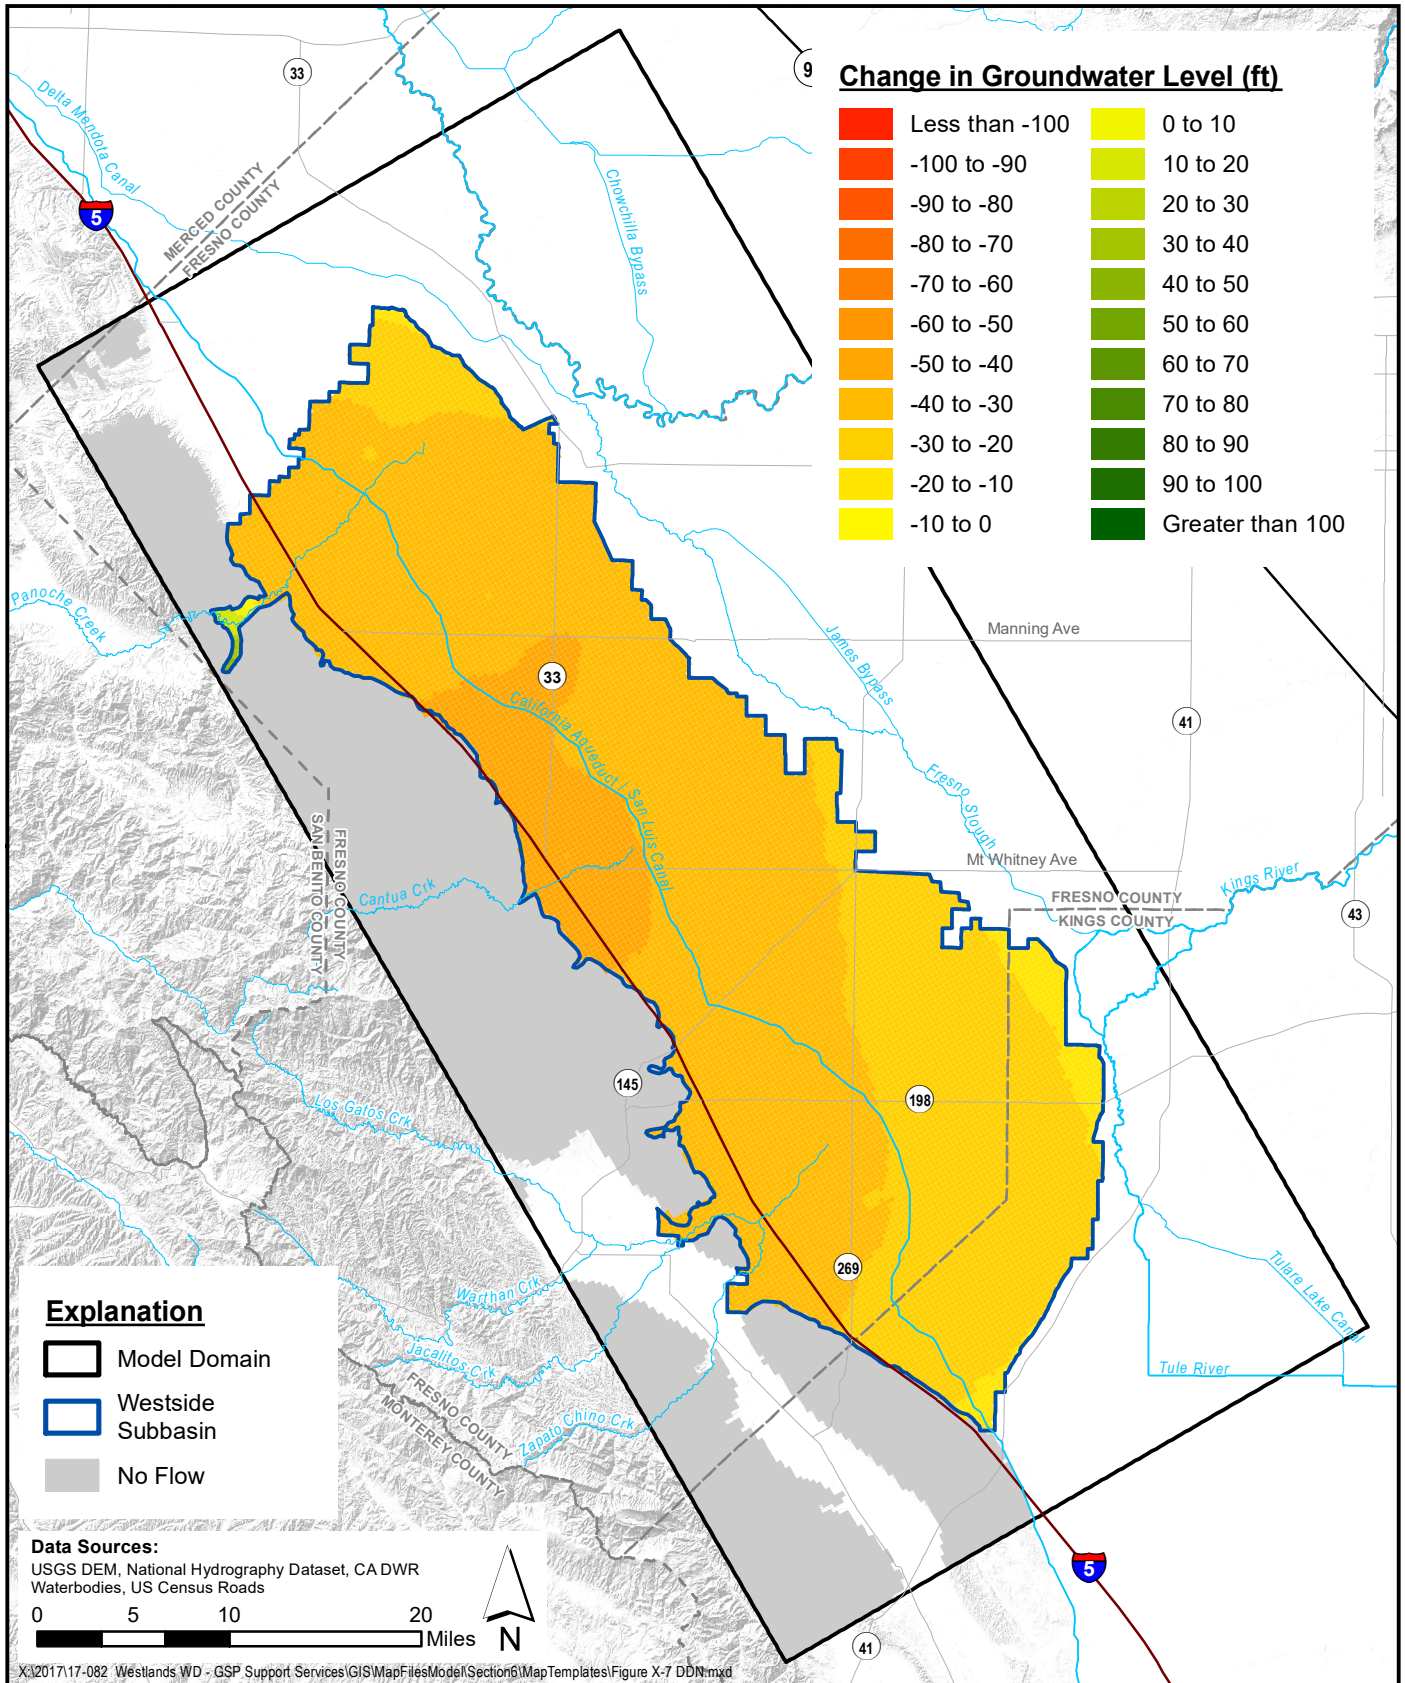 33
9
Change in Groundwater Level (ft)
Less than -100
-100 to -90
-90 to -80
-80 to -70
-70 to -60
-60 to -50
-50 to -40
-40 to -30
-30 to -20
-20 to -10
-10 to 0
0 to 10
10 to 20
20 to 30
30 to 40
40 to 50
50 to 60
60 to 70
70 to 80
80 to 90
90 to 100
Greater than 100
Delta Mendota Canal
5
MERCED COUNTY
FRESNO COUNTY
Chowchilla Bypass
Panoche Creek
Manning Ave
James Bypass
33
41
California Aqueduct / San Luis Canal
Fresno Slough
SAN BENITO COUNTY
FRESNO COUNTY
Mt Whitney Ave
Cantua Crk
Kings River
FRESNO COUNTY
KINGS COUNTY
43
145
198
Los Gatos Crk
269
Tulare Lake Canal
Warthan Crk
Jacalitos Crk
Tule River
FRESNO COUNTY
MONTEREY COUNTY
Zapato Chino Crk
Explanation
Model Domain
Westside
Subbasin
No Flow
Data Sources:
USGS DEM, National Hydrography Dataset, CA DWR
Waterbodies, US Census Roads
0 5 10 20
Miles
N
5
41
X:\2017\17-082 Westlands WD - GSP Support Services\GIS\MapFilesModel\Section6\MapTemplates\Figure X-7 DDN.mxd